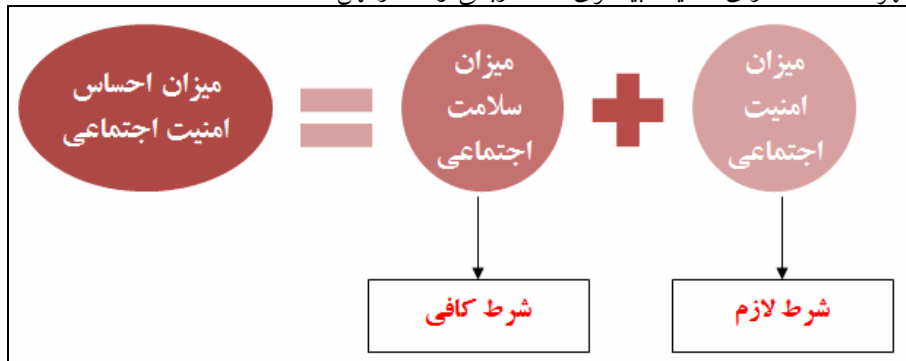 میزان
امنیت
اجتماعی
میزان
سلامت
اجتماعی
میزان احساس
امنیت اجتماعی
شرط لازم
شرط کافی